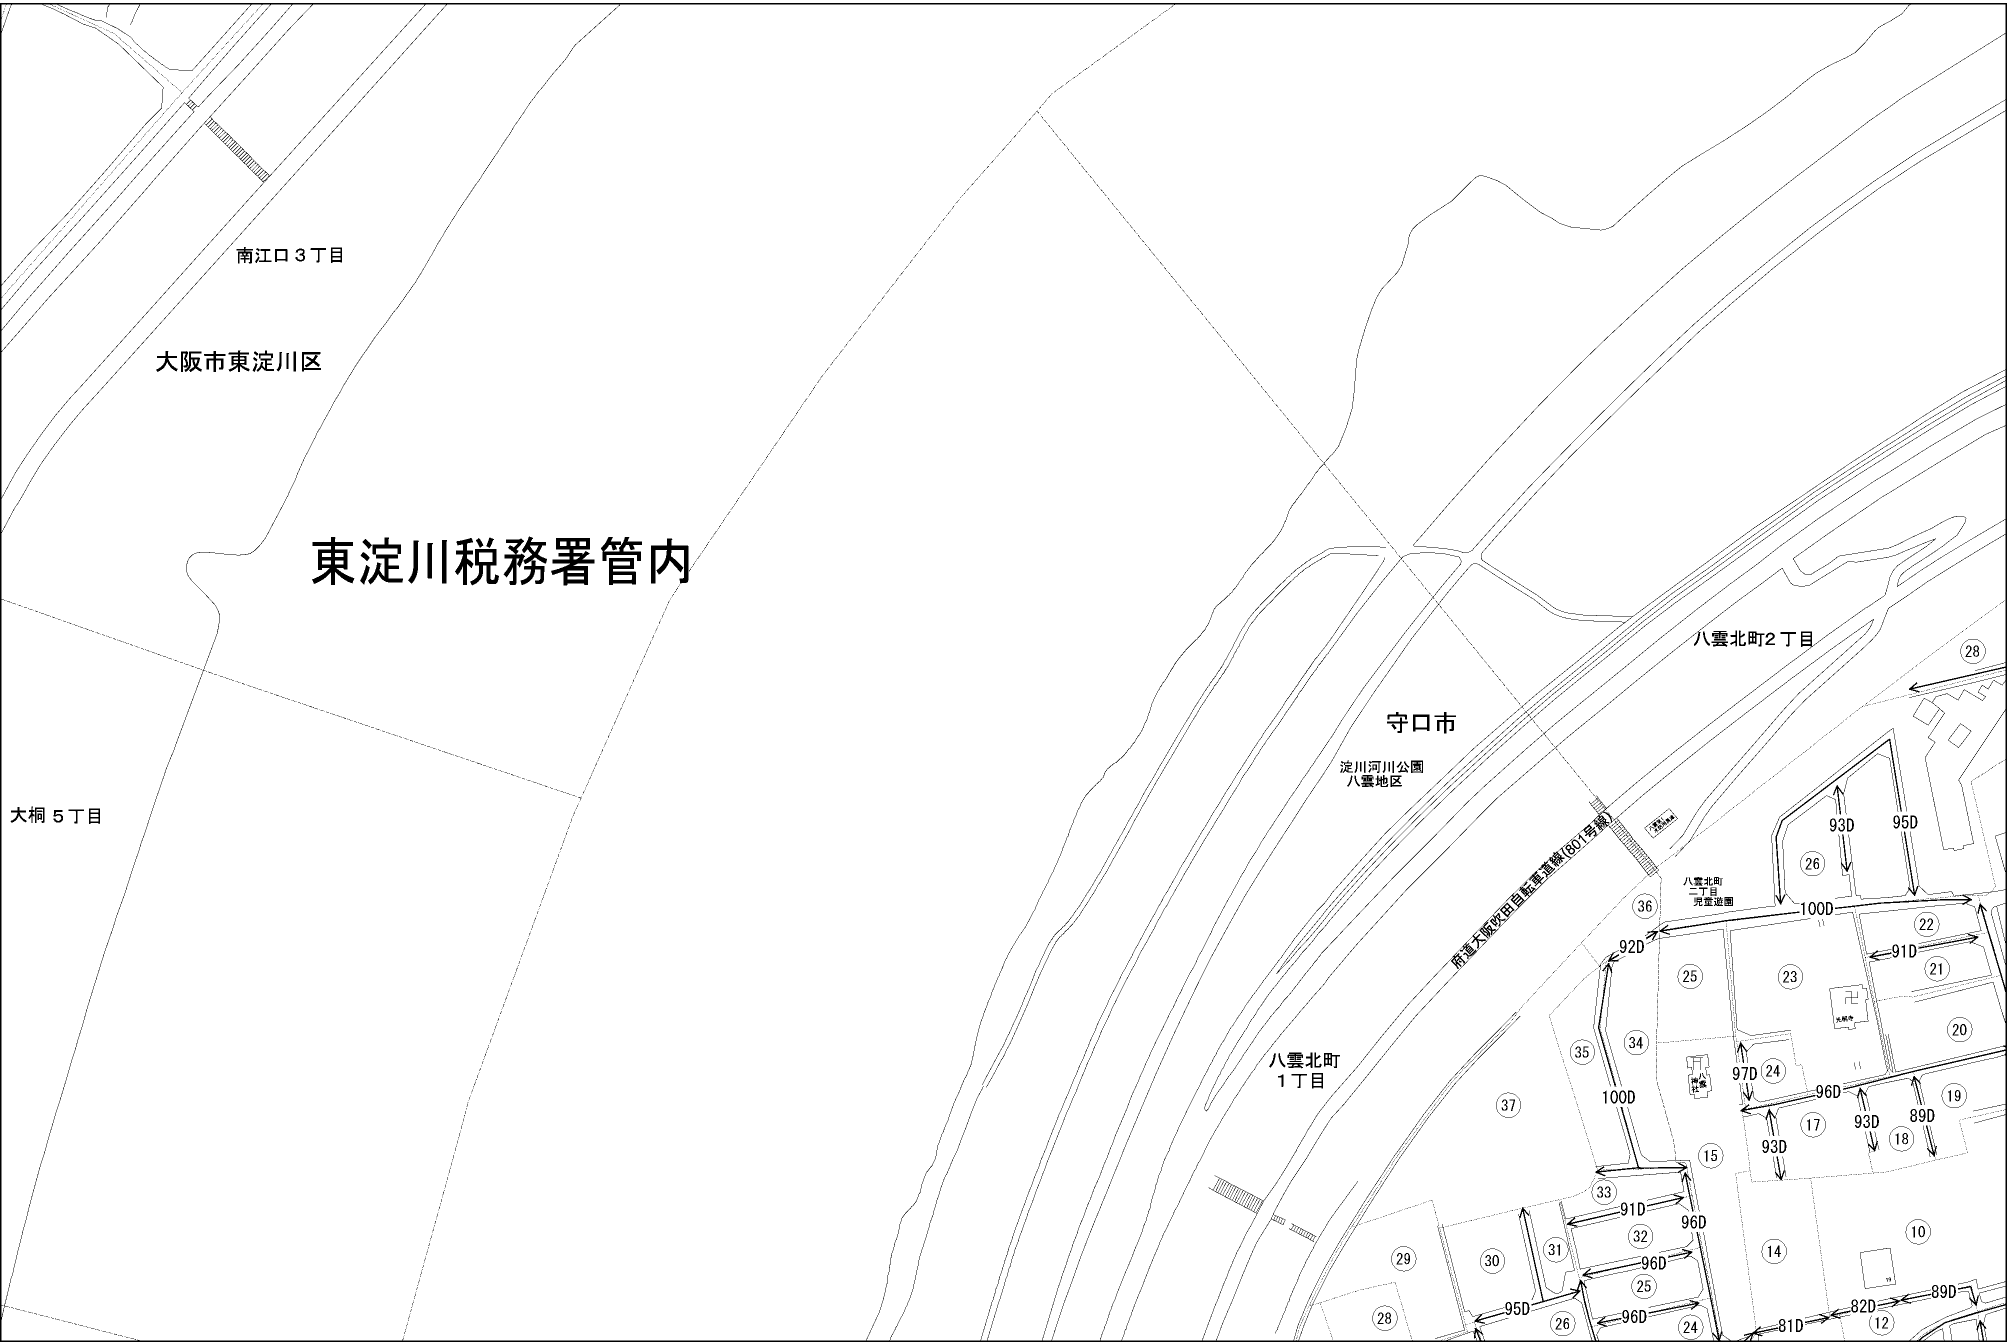 南江口３丁目
大阪市東淀川区
東淀川税務署管内
大桐５丁目
八雲北町２丁目
守口市
淀川河川公園
八雲地区
府道大阪吹田自転車道線(801号線)
八雲北町
１丁目
八雲北町
二丁目
児童遊園
28
93D
95D
26
36
100D
92D
22
91D
21
25
23
20
34
35
97D
24
96D
19
八雲
神社
100D
37
93D
89D
17
93D
18
15
33
91D
96D
32
10
14
29
30
31
96D
25
95D
96D
89D
82D
81D
28
26
24
12